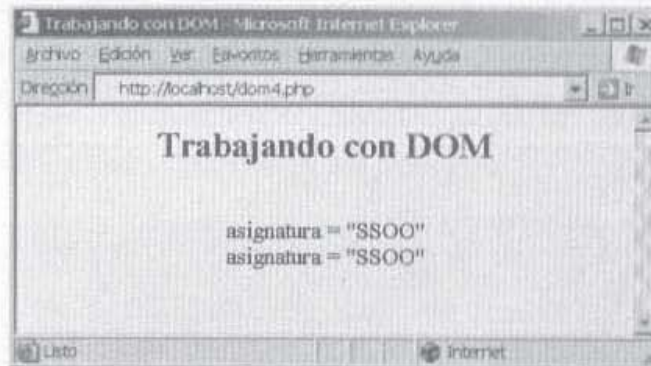 Trabajando con DOM - Microsoft Internet Explorer
Archivo Edición Ver Favoritos Herramientas Ayuda
Dirección http://localhost/dom4.php Ir
Trabajando con DOM
asignatura = "SSOO"
asignatura = "SSOO"
Listo Internet